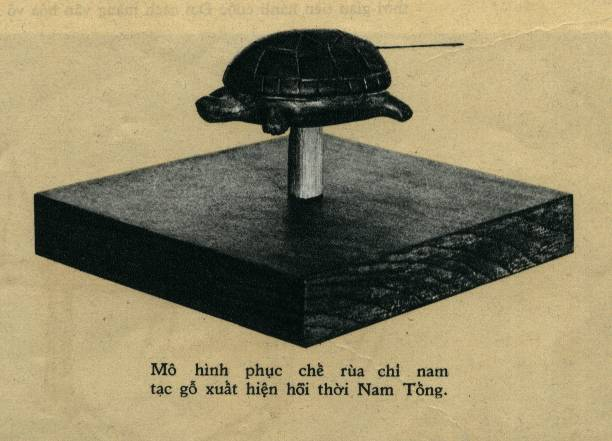 Mô hình phục chế rùa chỉ nam
tạc gỗ xuất hiện hồi thời Nam Tống.